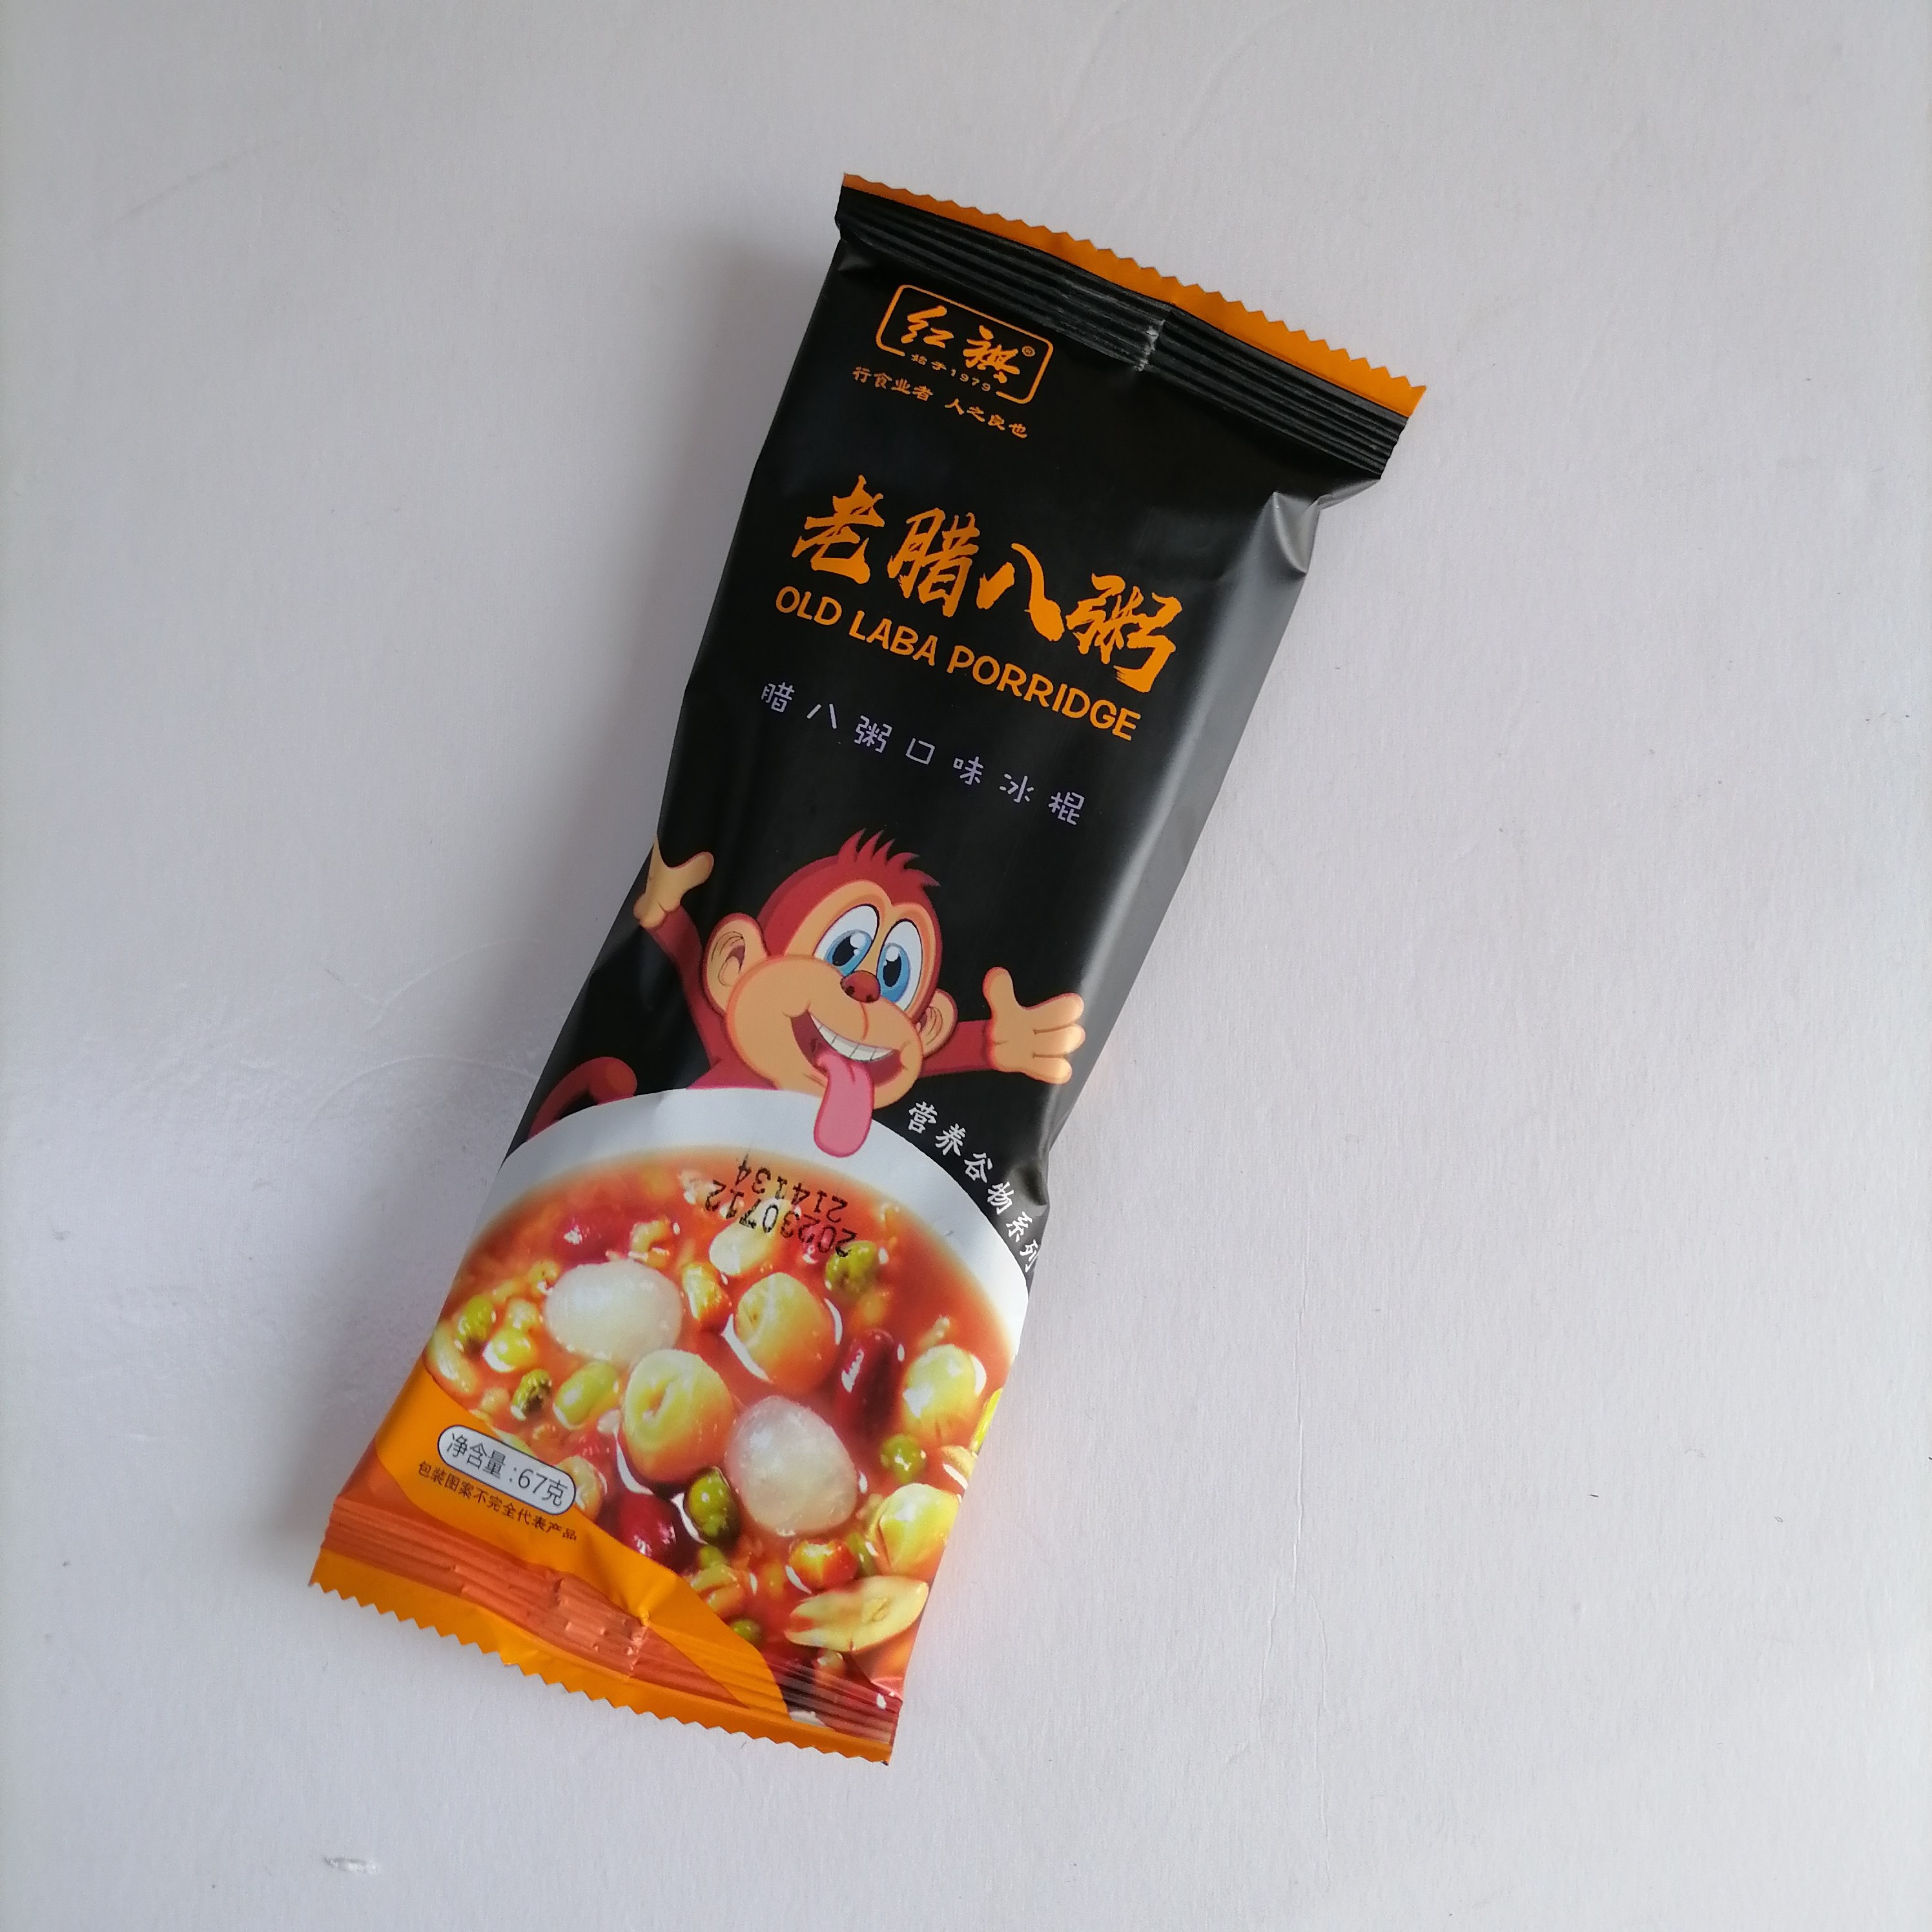 红祺®
始于1979
行食业者 人之良也
老腊八粥
OLD LABA PORRIDGE
腊八粥口味冰棍
营养谷物系列
20230712
214134
净含量:67克
包装图案不完全代表产品